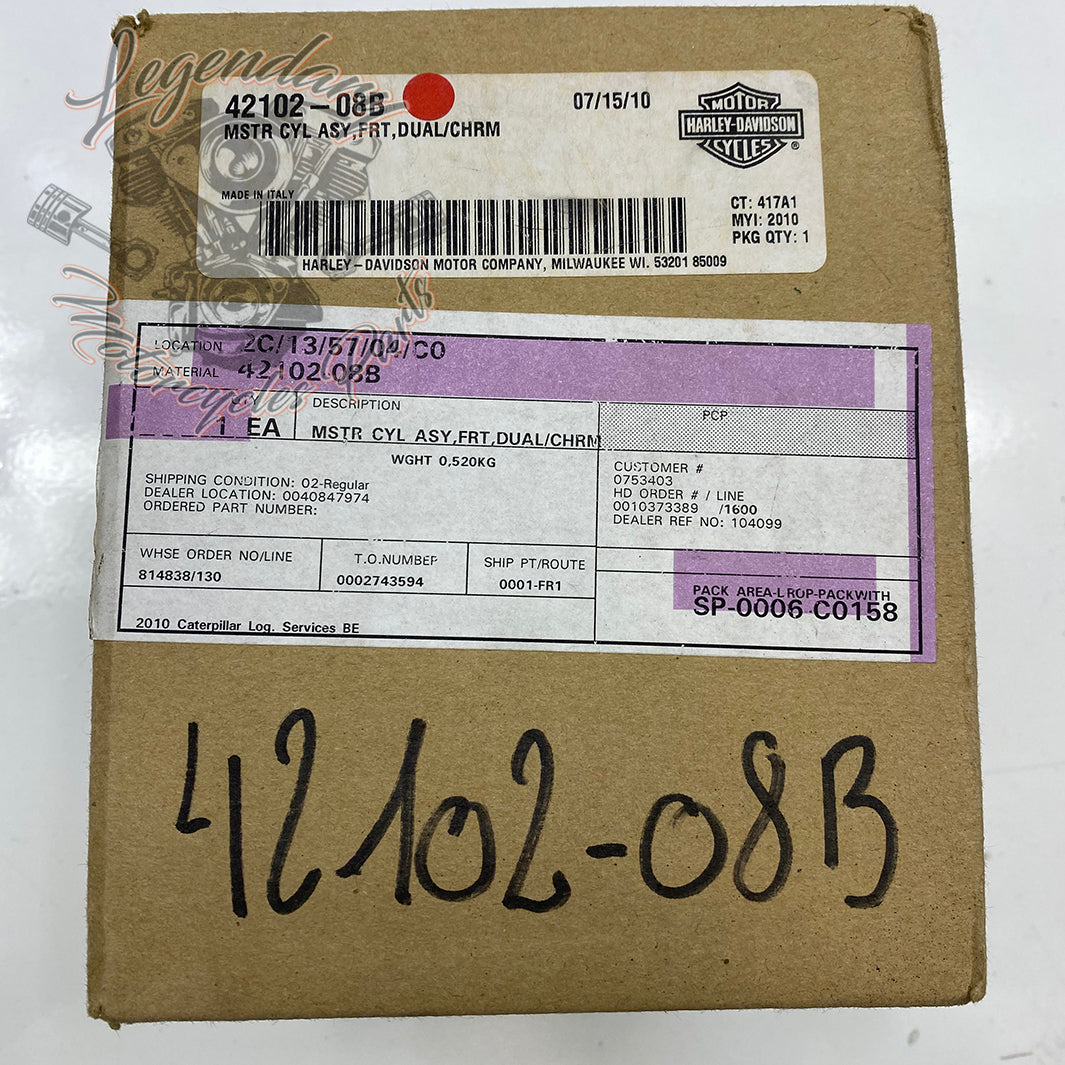 Legendary
Motorcycles Parts
42102-08B
07/15/10
MSTR CYL ASY,FRT,DUAL/CHRM
MOTOR
HARLEY-DAVIDSON
CYCLES
®
MADE IN ITALY
CT: 417A1
MYI: 2010
PKG QTY: 1
HARLEY-DAVIDSON MOTOR COMPANY, MILWAUKEE WI. 53201 85009
LOCATION 2C/13/57/04/C0
MATERIAL 42102-08B
QTY
1 EA
DESCRIPTION
MSTR CYL ASY,FRT,DUAL/CHRM
PCP
WGHT 0,520KG
SHIPPING CONDITION: 02-Regular
DEALER LOCATION: 0040847974
ORDERED PART NUMBER:
CUSTOMER #
0753403
HD ORDER # / LINE
0010373389 /1600
DEALER REF NO: 104099
WHSE ORDER NO/LINE
814838/130
T.O.NUMBER
0002743594
SHIP PT/ROUTE
0001-FR1
PACK AREA-DROP-PACKWITH
SP-0006-C0158
2010 Caterpillar Log. Services BE
42102-08B